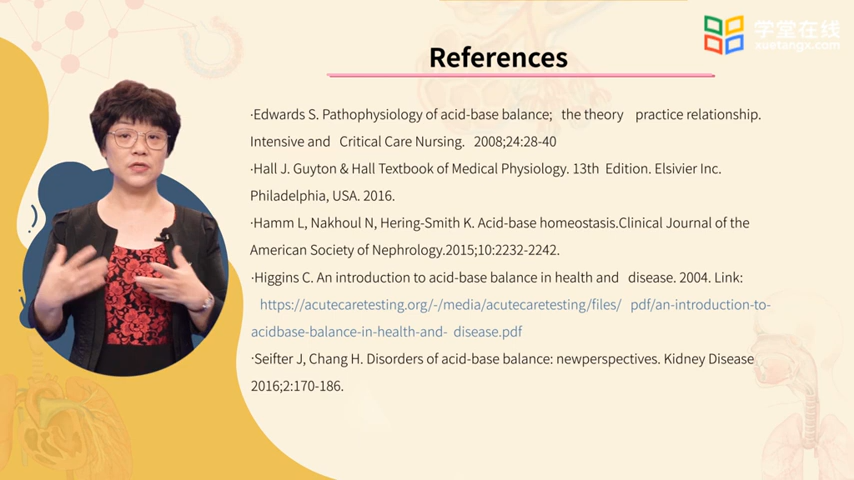 学堂在线
xuetangx.com
References
·Edwards S. Pathophysiology of acid-base balance; the theory practice relationship.
Intensive and Critical Care Nursing. 2008;24:28-40
·Hall J. Guyton & Hall Textbook of Medical Physiology. 13th Edition. Elsivier Inc.
Philadelphia, USA. 2016.
·Hamm L, Nakhoul N, Hering-Smith K. Acid-base homeostasis.Clinical Journal of the
American Society of Nephrology.2015;10:2232-2242.
·Higgins C. An introduction to acid-base balance in health and disease. 2004. Link:
https://acutecaretesting.org/-/media/acutecaretesting/files/ pdf/an-introduction-to-
acidbase-balance-in-health-and- disease.pdf
·Seifter J, Chang H. Disorders of acid-base balance: newperspectives. Kidney Disease
2016;2:170-186.